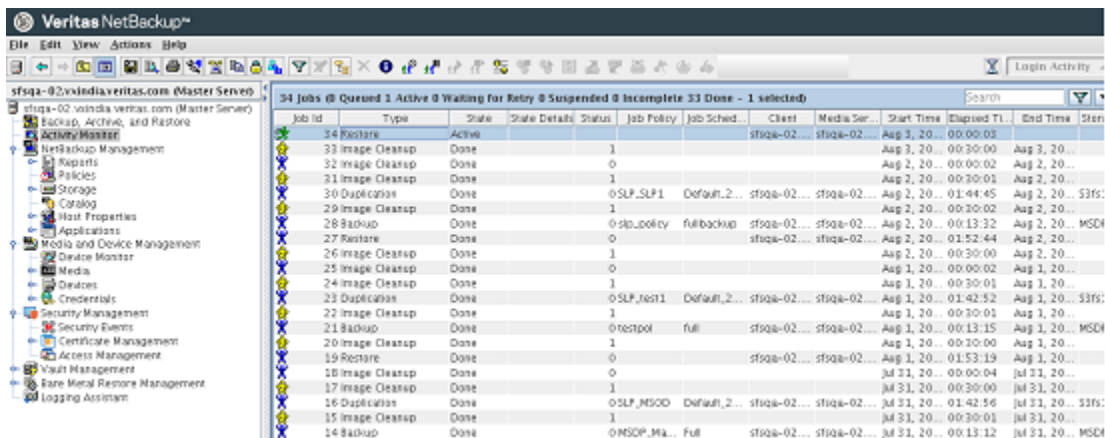 Veritas NetBackup™
File Edit View Actions Help
Login Activity
sfsqa-02.vxindia.veritas.com (Master Server)
sfsqa-02.vxindia.veritas.com (Master Server)
Backup, Archive, and Restore
Activity Monitor
NetBackup Management
Reports
Policies
Storage
Catalog
Host Properties
Applications
Media and Device Management
Device Monitor
Media
Devices
Credentials
Security Management
Security Events
Certificate Management
Access Management
Vault Management
Bare Metal Restore Management
Logging Assistant
34 Jobs (0 Queued 1 Active 0 Waiting for Retry 0 Suspended 0 Incomplete 33 Done - 1 selected)
Search
Job Id Type State State Details Status Job Policy Job Sched... Client Media Ser... Start Time Elapsed Ti... End Time
34 Restore Active sfsqa-02.... sfsqa-02.... Aug 3, 20... 00:00:03
33 Image Cleanup Done 1 Aug 3, 20... 00:30:00 Aug 3, 20...
32 Image Cleanup Done 0 Aug 2, 20... 00:00:02 Aug 2, 20...
31 Image Cleanup Done 1 Aug 2, 20... 00:30:01 Aug 2, 20...
30 Duplication Done 0 SLP_SLP1 Default_2... sfsqa-02.... sfsqa-02.... Aug 2, 20... 01:44:45 Aug 2, 20... S3fs:
29 Image Cleanup Done 1 Aug 2, 20... 00:30:02 Aug 2, 20...
28 Backup Done 0 slp_policy fullbackup sfsqa-02.... sfsqa-02.... Aug 2, 20... 00:13:32 Aug 2, 20... MSDP
27 Restore Done 0 sfsqa-02.... sfsqa-02.... Aug 2, 20... 01:52:44 Aug 2, 20...
26 Image Cleanup Done 1 Aug 2, 20... 00:30:00 Aug 2, 20...
25 Image Cleanup Done 0 Aug 1, 20... 00:00:02 Aug 1, 20...
24 Image Cleanup Done 1 Aug 1, 20... 00:30:01 Aug 1, 20...
23 Duplication Done 0 SLP_test1 Default_2... sfsqa-02.... sfsqa-02.... Aug 1, 20... 01:42:52 Aug 1, 20... S3fs:
22 Image Cleanup Done 1 Aug 1, 20... 00:30:01 Aug 1, 20...
21 Backup Done 0 testpol full sfsqa-02.... sfsqa-02.... Aug 1, 20... 00:13:15 Aug 1, 20... MSDP
20 Image Cleanup Done 1 Aug 1, 20... 00:30:00 Aug 1, 20...
19 Restore Done 0 sfsqa-02.... sfsqa-02.... Aug 1, 20... 01:53:19 Aug 1, 20...
18 Image Cleanup Done 0 Jul 31, 20... 00:00:04 Jul 31, 20...
17 Image Cleanup Done 1 Jul 31, 20... 00:30:00 Jul 31, 20...
16 Duplication Done 0 Default_2... sfsqa-02.... sfsqa-02.... Jul 31, 20... 01:42:56 Jul 31, 20... S3fs:
15 Image Cleanup Done 1 Jul 31, 20... 00:30:01 Jul 31, 20...
14 Backup Done 0 MSDP_Ma... Full sfsqa-02.... sfsqa-02.... Jul 31, 20... 00:13:12 Jul 31, 20... MSDP